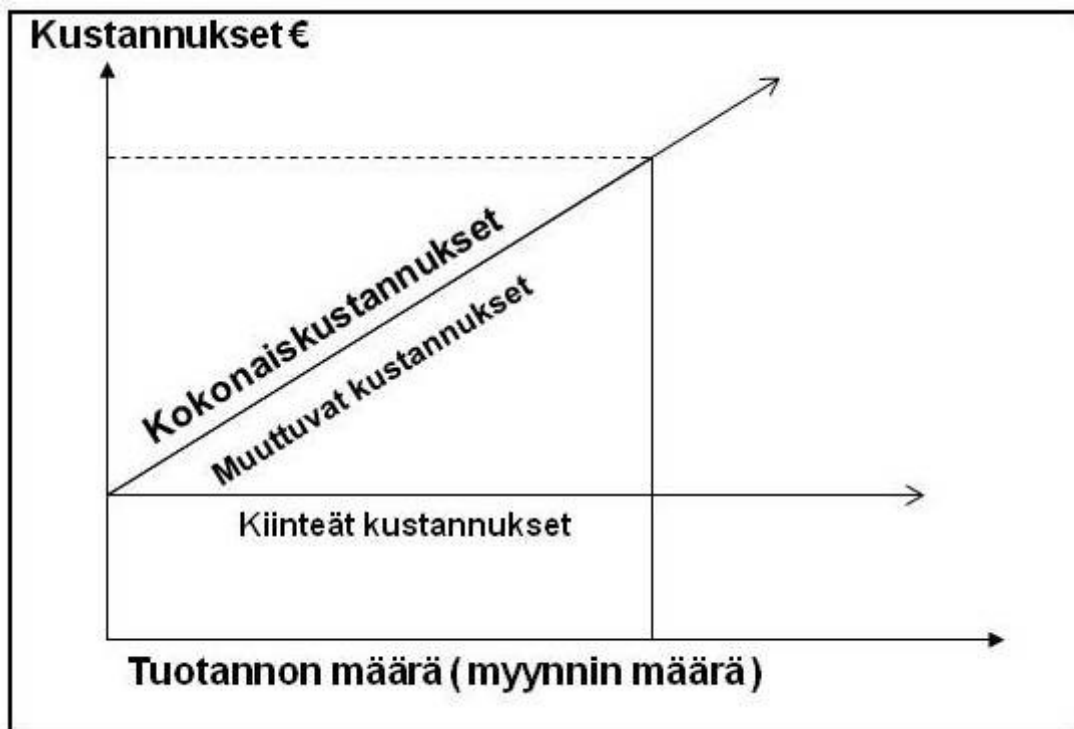 Kustannukset €
Kokonaiskustannukset
Muuttuvat kustannukset
Kiinteät kustannukset
Tuotannon määrä ( myynnin määrä )